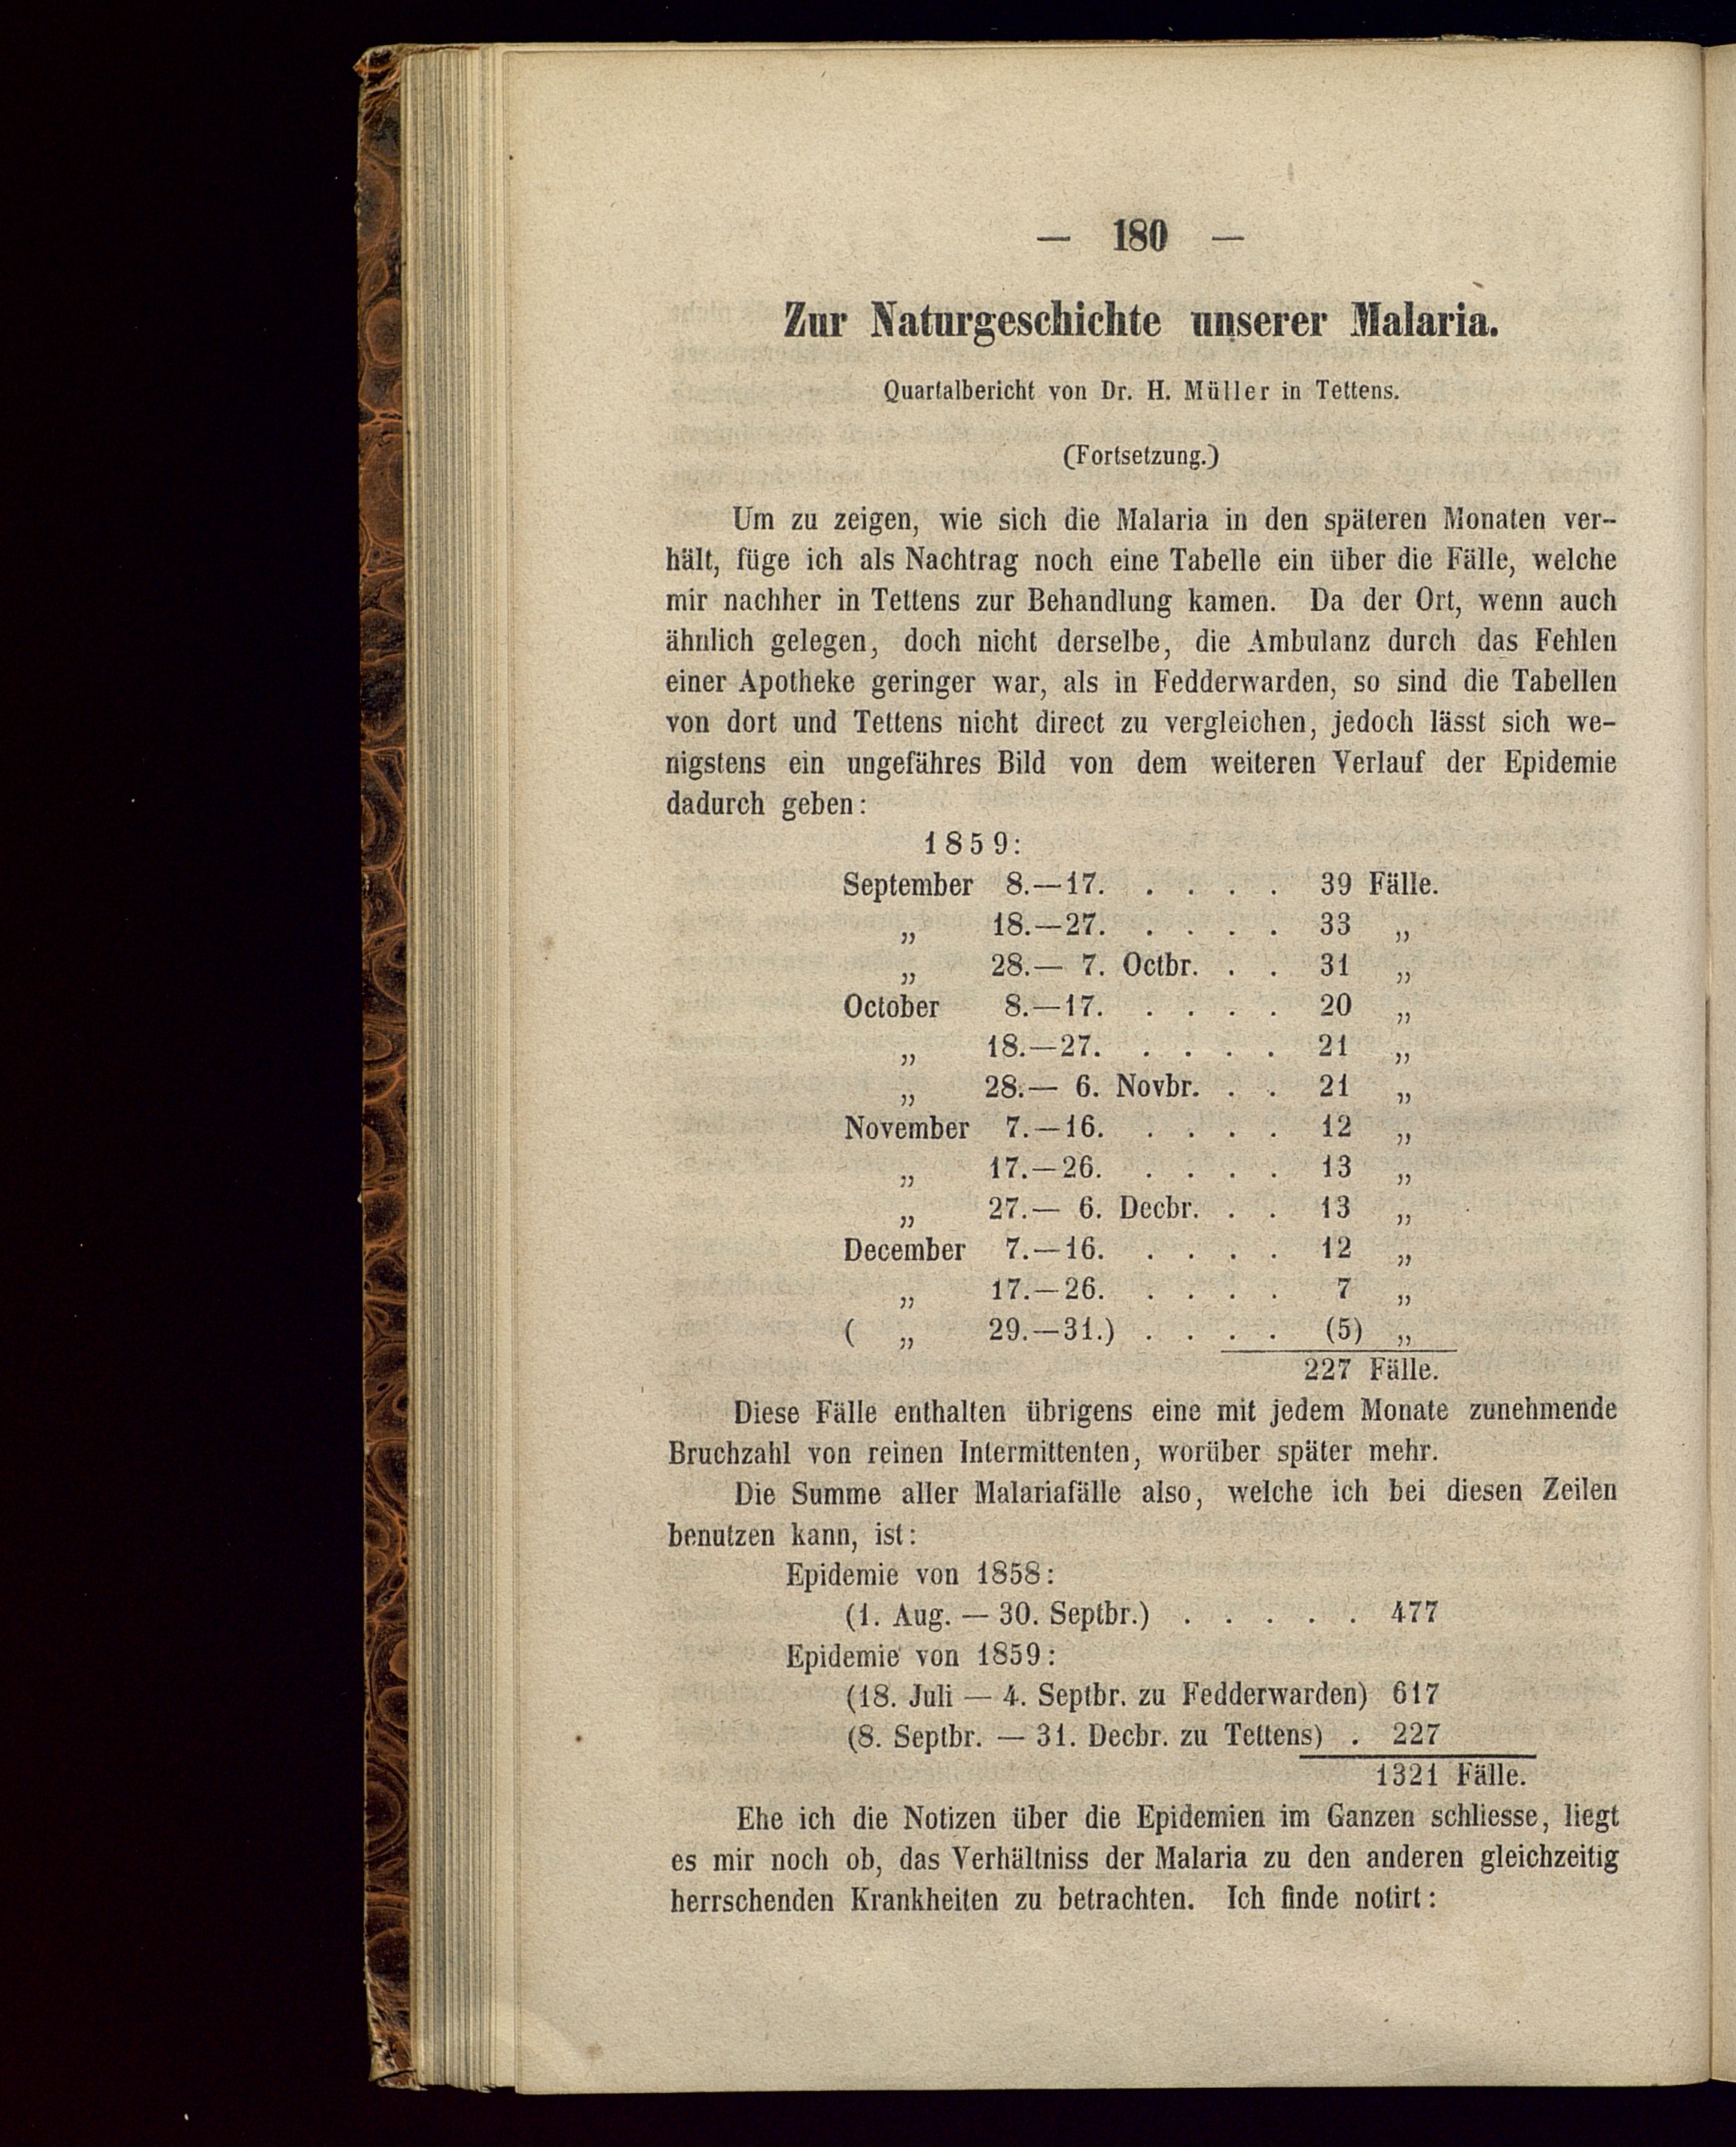 — 180 —
Zur Naturgeschichte unserer Malaria.
Quartalbericht von Dr. H. Müller in Tettens.
(Fortsetzung.)
Um zu zeigen, wie sich die Malaria in den späteren Monaten ver-
hält, füge ich als Nachtrag noch eine Tabelle ein über die Fälle, welche
mir nachher in Tettens zur Behandlung kamen. Da der Ort, wenn auch
ähnlich gelegen, doch nicht derselbe, die Ambulanz durch das Fehlen
einer Apotheke geringer war, als in Fedderwarden, so sind die Tabellen
von dort und Tettens nicht direct zu vergleichen, jedoch lässt sich we-
nigstens ein ungefähres Bild von dem weiteren Verlauf der Epidemie
dadurch geben:
1859:
September 8.—17. . . . . 39 Fälle.
„ 18.—27. . . . . 33 „
„ 28.— 7. Octbr. . . 31 „
October 8.—17. . . . . 20 „
„ 18.—27. . . . . 21 „
„ 28.— 6. Novbr. . . 21 „
November 7.—16. . . . . 12 „
„ 17.—26. . . . . 13 „
„ 27.— 6. Decbr. . . 13 „
December 7.—16. . . . . 12 „
„ 17.—26. . . . . 7 „
( „ 29.—31.) . . . . (5) „
227 Fälle.
Diese Fälle enthalten übrigens eine mit jedem Monate zunehmende
Bruchzahl von reinen Intermittenten, worüber später mehr.
Die Summe aller Malariafälle also, welche ich bei diesen Zeilen
benutzen kann, ist:
Epidemie von 1858:
(1. Aug. — 30. Septbr.) . . . . . 477
Epidemie von 1859:
(18. Juli — 4. Septbr. zu Fedderwarden) 617
(8. Septbr. — 31. Decbr. zu Tettens) . 227
1321 Fälle.
Ehe ich die Notizen über die Epidemien im Ganzen schliesse, liegt
es mir noch ob, das Verhältniss der Malaria zu den anderen gleichzeitig
herrschenden Krankheiten zu betrachten. Ich finde notirt: